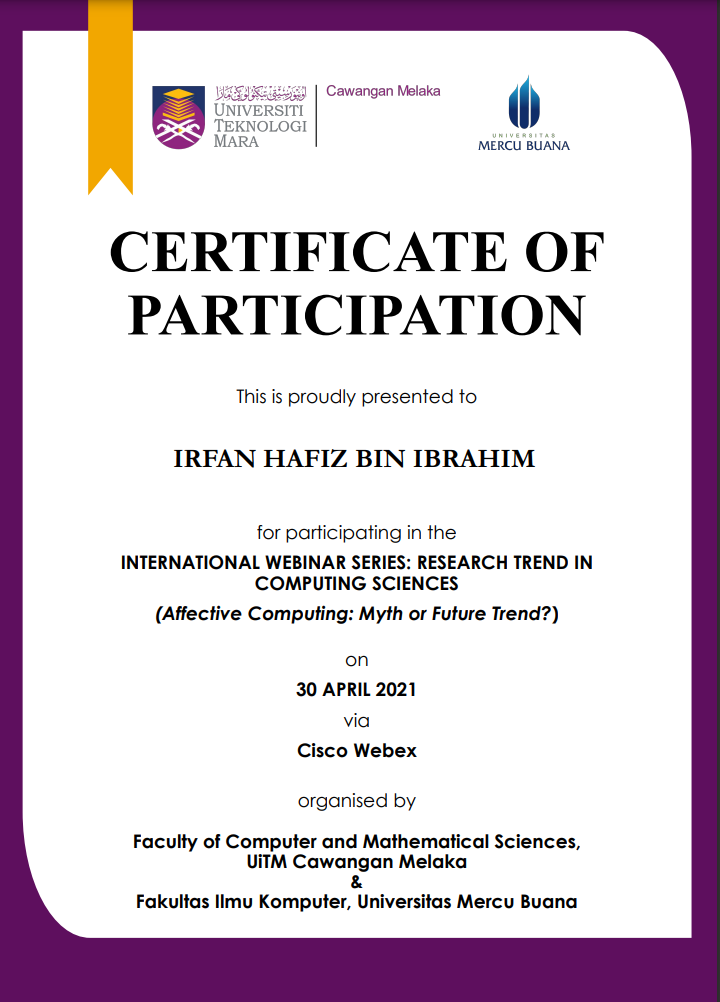 اونيۏرسيتي تيكنولوڬي مارا
UNIVERSITI
TEKNOLOGI
MARA
Cawangan Melaka
UNIVERSITAS
MERCU BUANA
CERTIFICATE OF
PARTICIPATION
This is proudly presented to
IRFAN HAFIZ BIN IBRAHIM
for participating in the
INTERNATIONAL WEBINAR SERIES: RESEARCH TREND IN
COMPUTING SCIENCES
(Affective Computing: Myth or Future Trend?)
on
30 APRIL 2021
via
Cisco Webex
organised by
Faculty of Computer and Mathematical Sciences,
UiTM Cawangan Melaka
&
Fakultas Ilmu Komputer, Universitas Mercu Buana